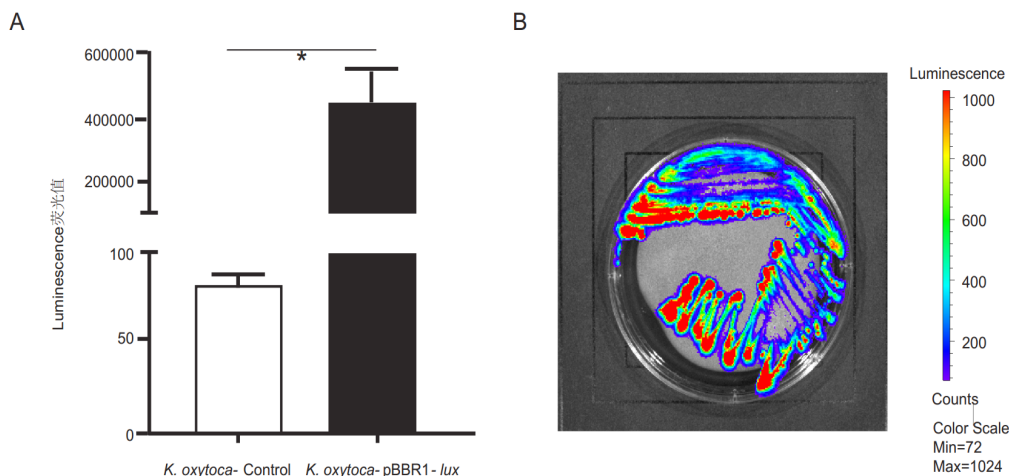 A
600000
400000
200000
100
50
0
Luminescence荧光值
*
K. oxytoca- Control
K. oxytoca- pBBR1 - lux
B
Luminescence
1000
800
600
400
200
Counts
Color Scale
Min=72
Max=1024